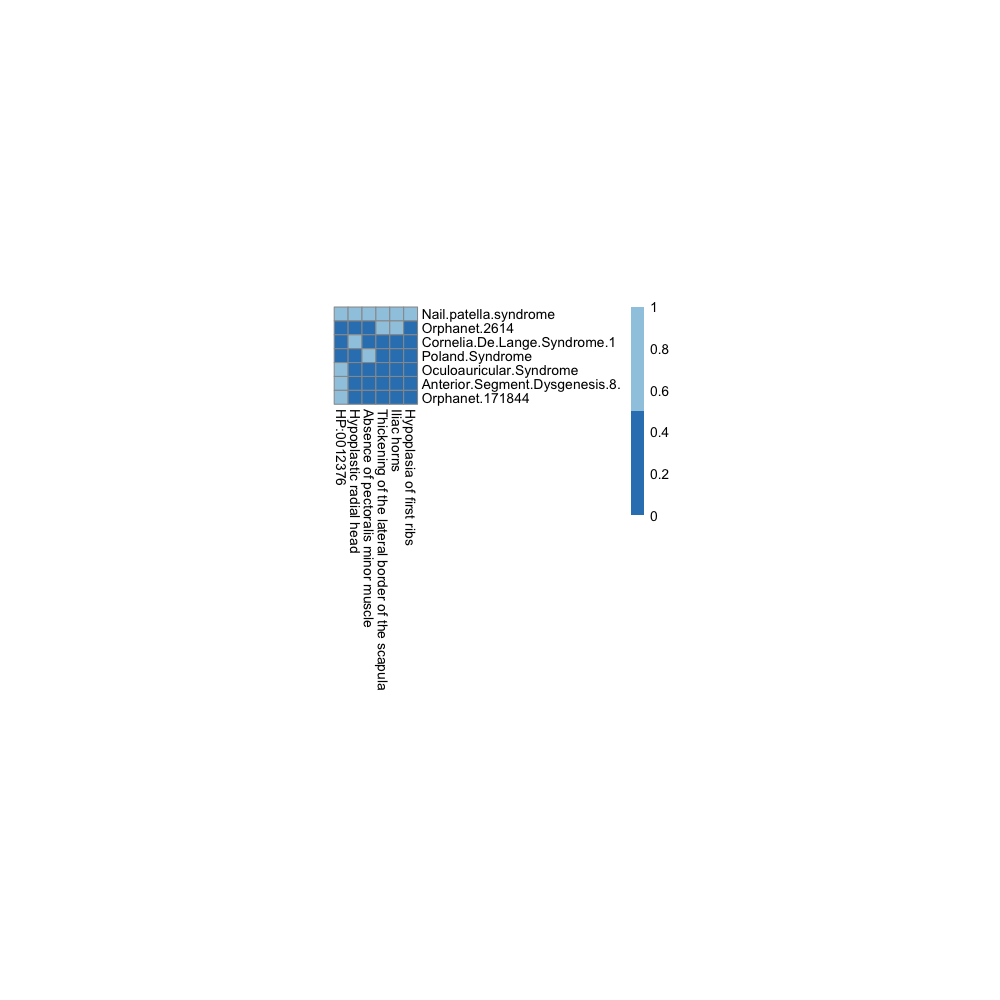 Nail.patella.syndrome
Orphanet.2614
Cornelia.De.Lange.Syndrome.1
Poland.Syndrome
Oculoauricular.Syndrome
Anterior.Segment.Dysgenesis.8.
Orphanet.171844
HP:0012376
Hypoplastic radial head
Absence of pectoralis minor muscle
Thickening of the lateral border of the scapula
Iliac horns
Hypoplasia of first ribs
1
0.8
0.6
0.4
0.2
0